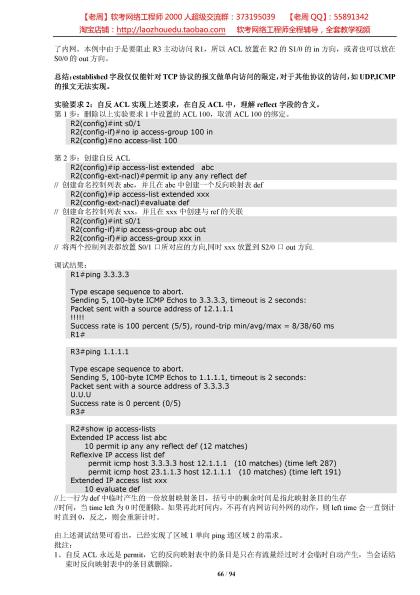 【老周】软考网络工程师 2000 人超级交流群：373195039 【老周 QQ】：55891342
淘宝店铺：http://laozhouedu.taobao.com 软考网络工程师全程辅导，全套教学视频
了内网。本例中由于是要阻止 R3 主动访问 R1，所以 ACL 放置在 R2 的 S1/0 的 in 方向，或者也可以放在
S0/0 的 out 方向。
总结：established 字段仅仅能针对 TCP 协议的报文做单向访问的限定，对于其他协议的访问，如 UDP,ICMP
的报文无法实现。
实验要求 2：自反 ACL 实现上述要求，在自反 ACL 中，理解 reflect 字段的含义。
第 1 步：删除以上实验要求 1 中设置的 ACL 100，取消 ACL 100 的绑定。
R2(config)#int s0/1
R2(config-if)#no ip access-group 100 in
R2(config)#no access-list 100
第 2 步：创建自反 ACL
R2(config)#ip access-list extended abc
R2(config-ext-nacl)#permit ip any any reflect def
// 创建命名控制列表 abc，并且在 abc 中创建一个反向映射表 def
R2(config)#ip access-list extended xxx
R2(config-ext-nacl)#evaluate def
// 创建命名控制列表 xxx，并且在 xxx 中创建与 ref 的关联
R2(config)#int s0/1
R2(config-if)#ip access-group abc out
R2(config-if)#ip access-group xxx in
// 将两个控制列表都放置 S0/1 口所对应的方向,同时 xxx 放置到 S2/0 口 out 方向.
调试结果：
R1#ping 3.3.3.3
Type escape sequence to abort.
Sending 5, 100-byte ICMP Echos to 3.3.3.3, timeout is 2 seconds:
Packet sent with a source address of 12.1.1.1
!!!!!
Success rate is 100 percent (5/5), round-trip min/avg/max = 8/38/60 ms
R1#
R3#ping 1.1.1.1
Type escape sequence to abort.
Sending 5, 100-byte ICMP Echos to 1.1.1.1, timeout is 2 seconds:
Packet sent with a source address of 3.3.3.3
U.U.U
Success rate is 0 percent (0/5)
R3#
R2#show ip access-lists
Extended IP access list abc
10 permit ip any any reflect def (12 matches)
Reflexive IP access list def
permit icmp host 3.3.3.3 host 12.1.1.1 (10 matches) (time left 287)
permit icmp host 23.1.1.3 host 12.1.1.1 (10 matches) (time left 191)
Extended IP access list xxx
10 evaluate def
//上一行为 def 中临时产生的一份放射映射条目，括号中的剩余时间是指此映射条目的生存
//时间，当 time left 为 0 时便删除。如果再此时间内，不再有内网访问外网的动作，则 left time 会一直倒计
时直到 0，反之，则会重新计时。
由上述调试结果可看出，已经实现了区域 1 单向 ping 通区域 2 的需求。
批注：
1、自反 ACL 永远是 permit，它的反向映射表中的条目是只在有流量经过时才会临时自动产生，当会话结
束时反向映射表中的条目就删除。
66 / 94